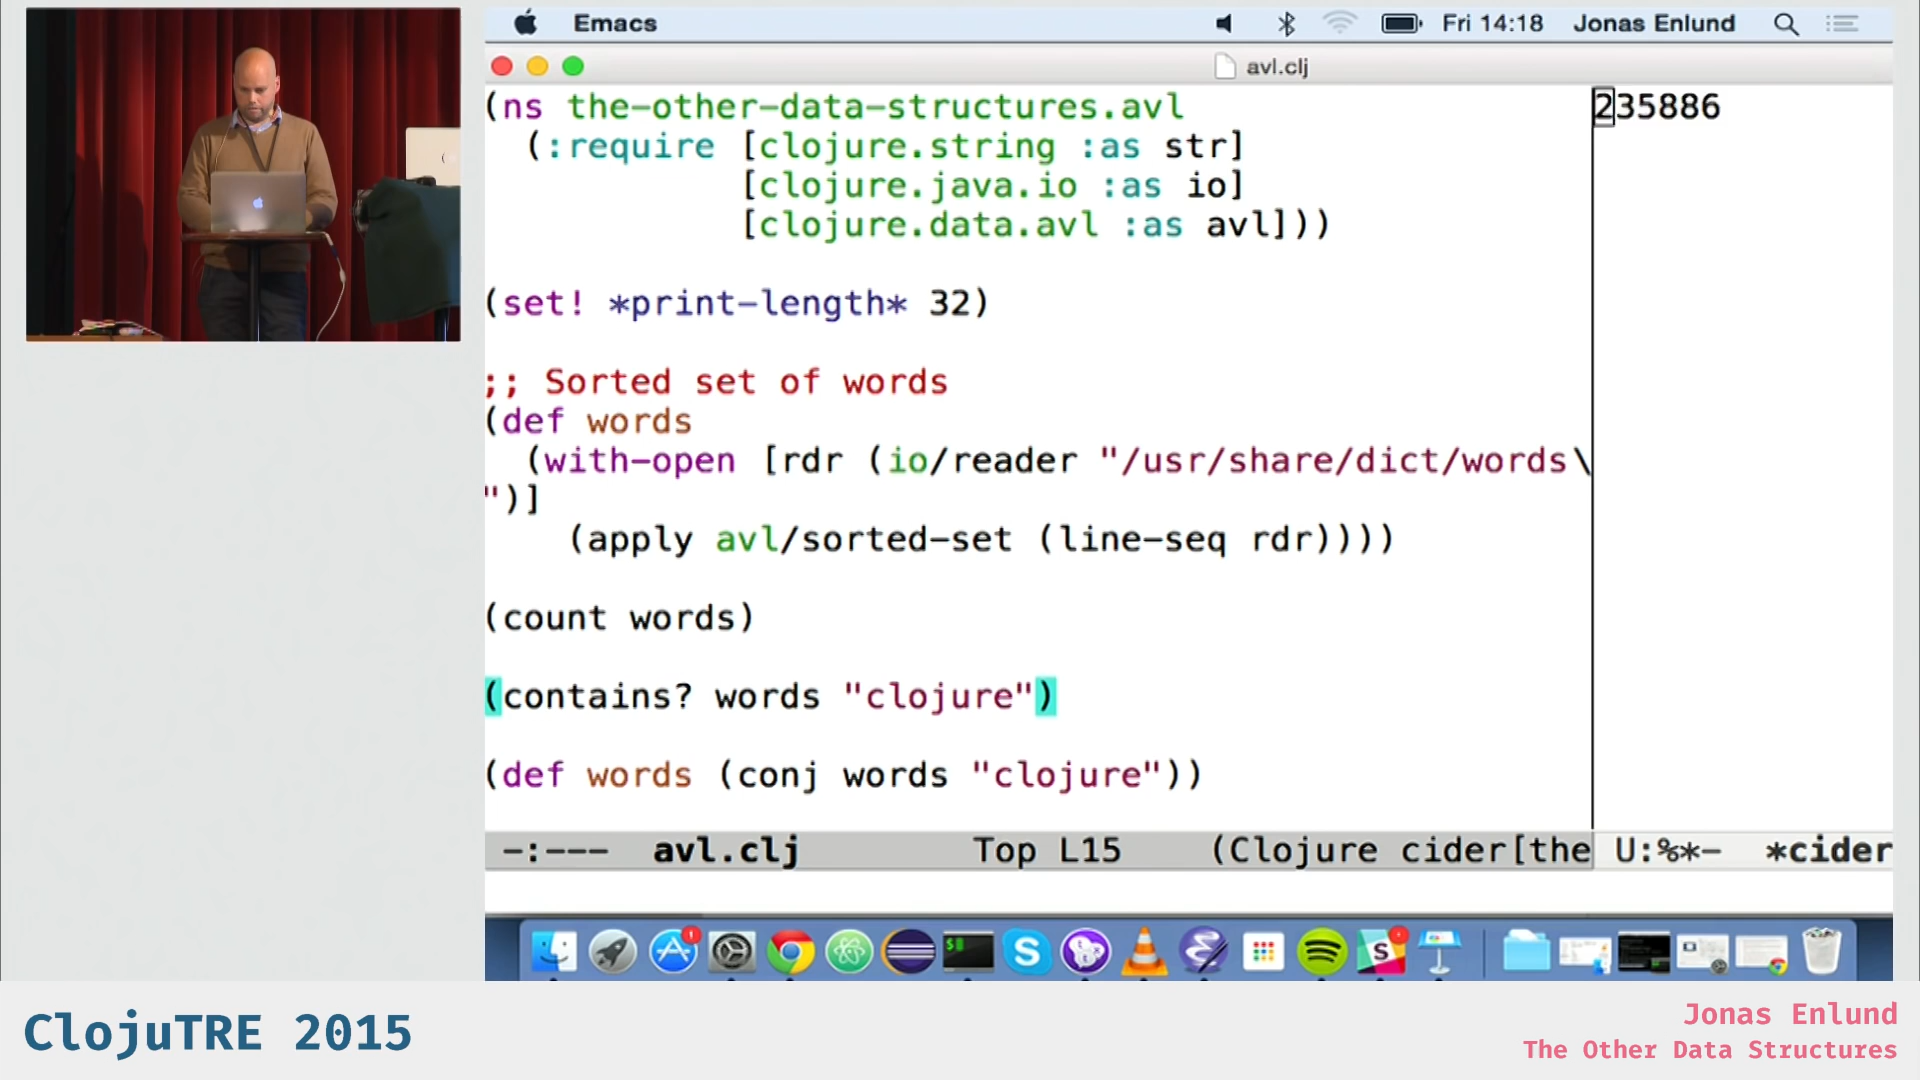 Emacs
Fri 14:18
Jonas Enlund
avl.clj
(ns the-other-data-structures.avl
(:require [clojure.string :as str]
[clojure.java.io :as io]
[clojure.data.avl :as avl]))
(set! *print-length* 32)
;; Sorted set of words
(def words
(with-open [rdr (io/reader "/usr/share/dict/words\
")]
(apply avl/sorted-set (line-seq rdr))))
(count words)
(contains? words "clojure")
(def words (conj words "clojure"))
-:--- avl.clj Top L15 (Clojure cider[the
235886
U:%*- *cider
ClojuTRE 2015
Jonas Enlund
The Other Data Structures